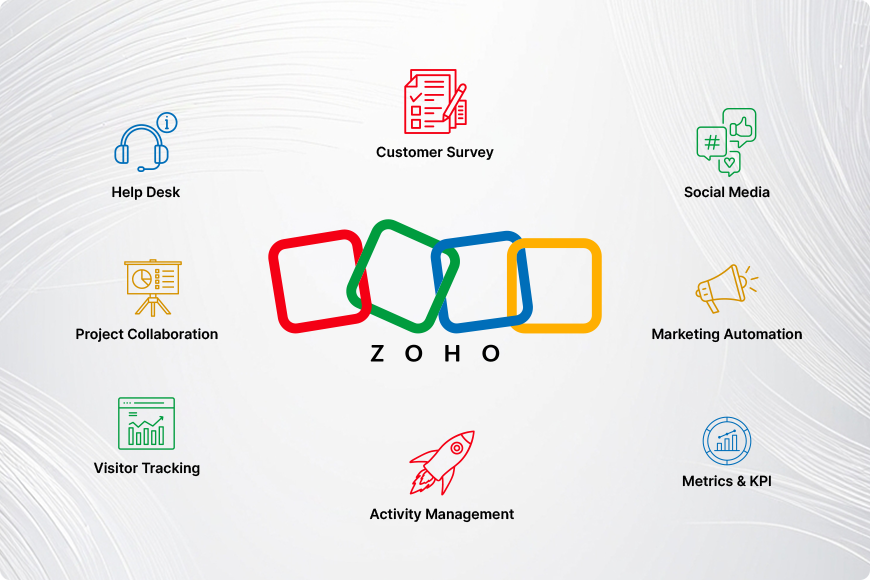 Customer Survey
Help Desk
Social Media
ZOHO
Project Collaboration
Marketing Automation
Visitor Tracking
Metrics & KPI
Activity Management